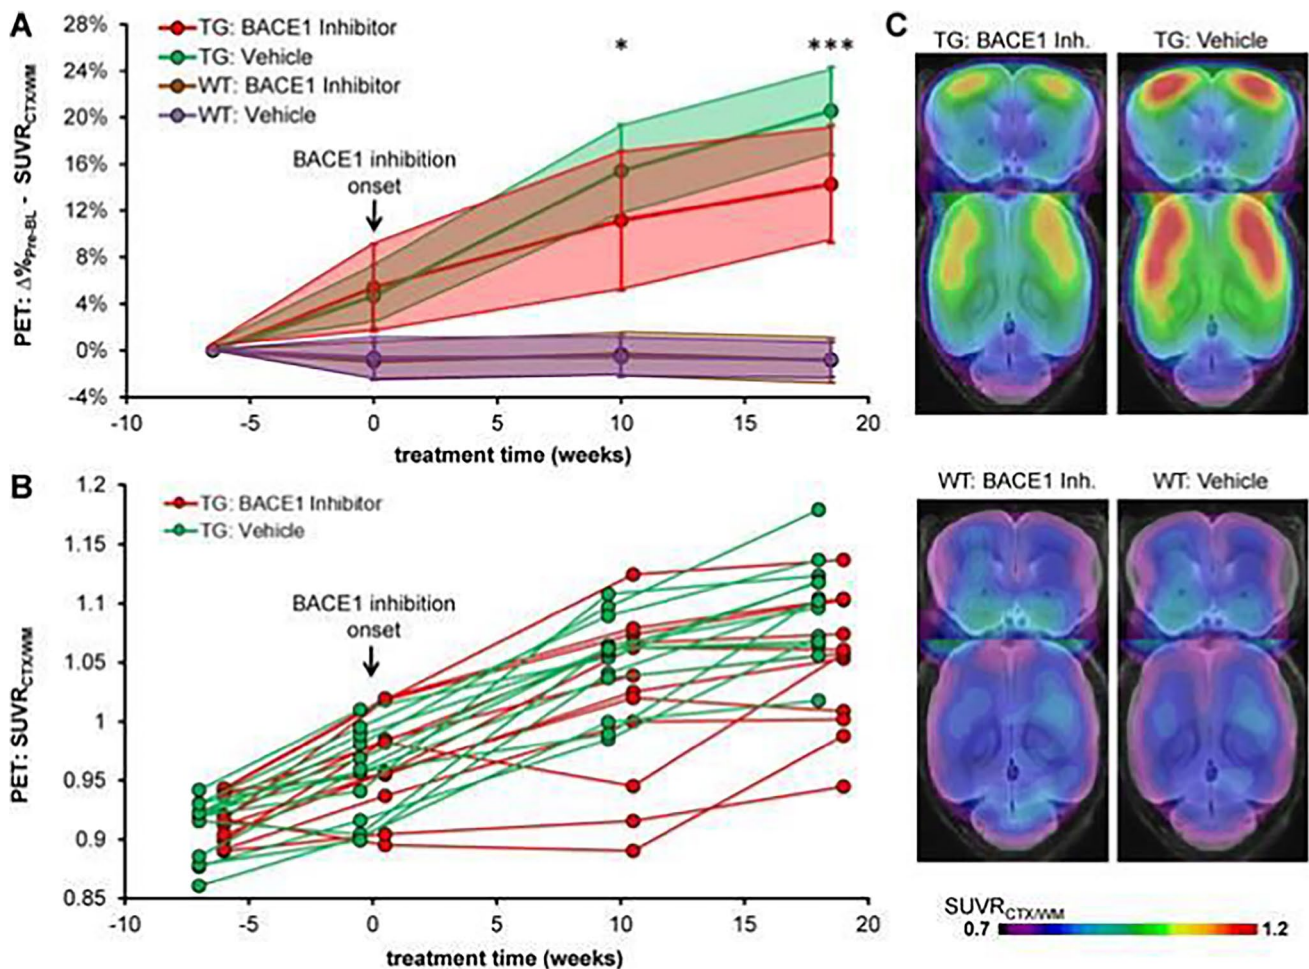 A
28%
24%
20%
16%
12%
8%
4%
0%
-4%
PET: Δ%Pre-BL - SUVRCTX/WM
TG: BACE1 Inhibitor
TG: Vehicle
WT: BACE1 Inhibitor
WT: Vehicle
BACE1 inhibition
onset
*
***
-10 -5 0 5 10 15 20
treatment time (weeks)
B
1.2
1.15
1.1
1.05
1
0.95
0.9
0.85
PET: SUVRCTX/WM
TG: BACE1 Inhibitor
TG: Vehicle
BACE1 inhibition
onset
-10 -5 0 5 10 15 20
treatment time (weeks)
C
TG: BACE1 Inh. TG: Vehicle
WT: BACE1 Inh. WT: Vehicle
SUVRCTX/WM
0.7 1.2